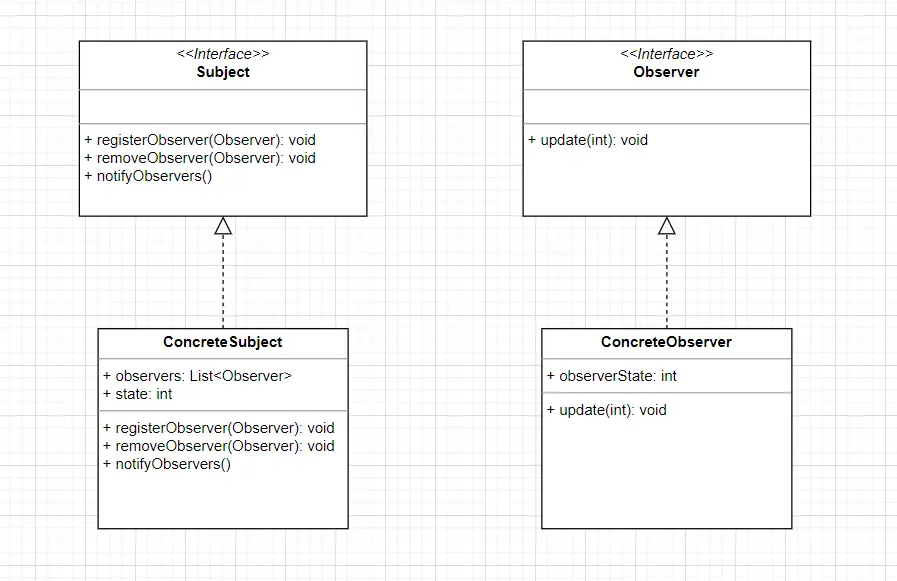 <<Interface>>
Subject
+ registerObserver(Observer): void
+ removeObserver(Observer): void
+ notifyObservers()
<<Interface>>
Observer
+ update(int): void
ConcreteSubject
+ observers: List<Observer>
+ state: int
+ registerObserver(Observer): void
+ removeObserver(Observer): void
+ notifyObservers()
ConcreteObserver
+ observerState: int
+ update(int): void